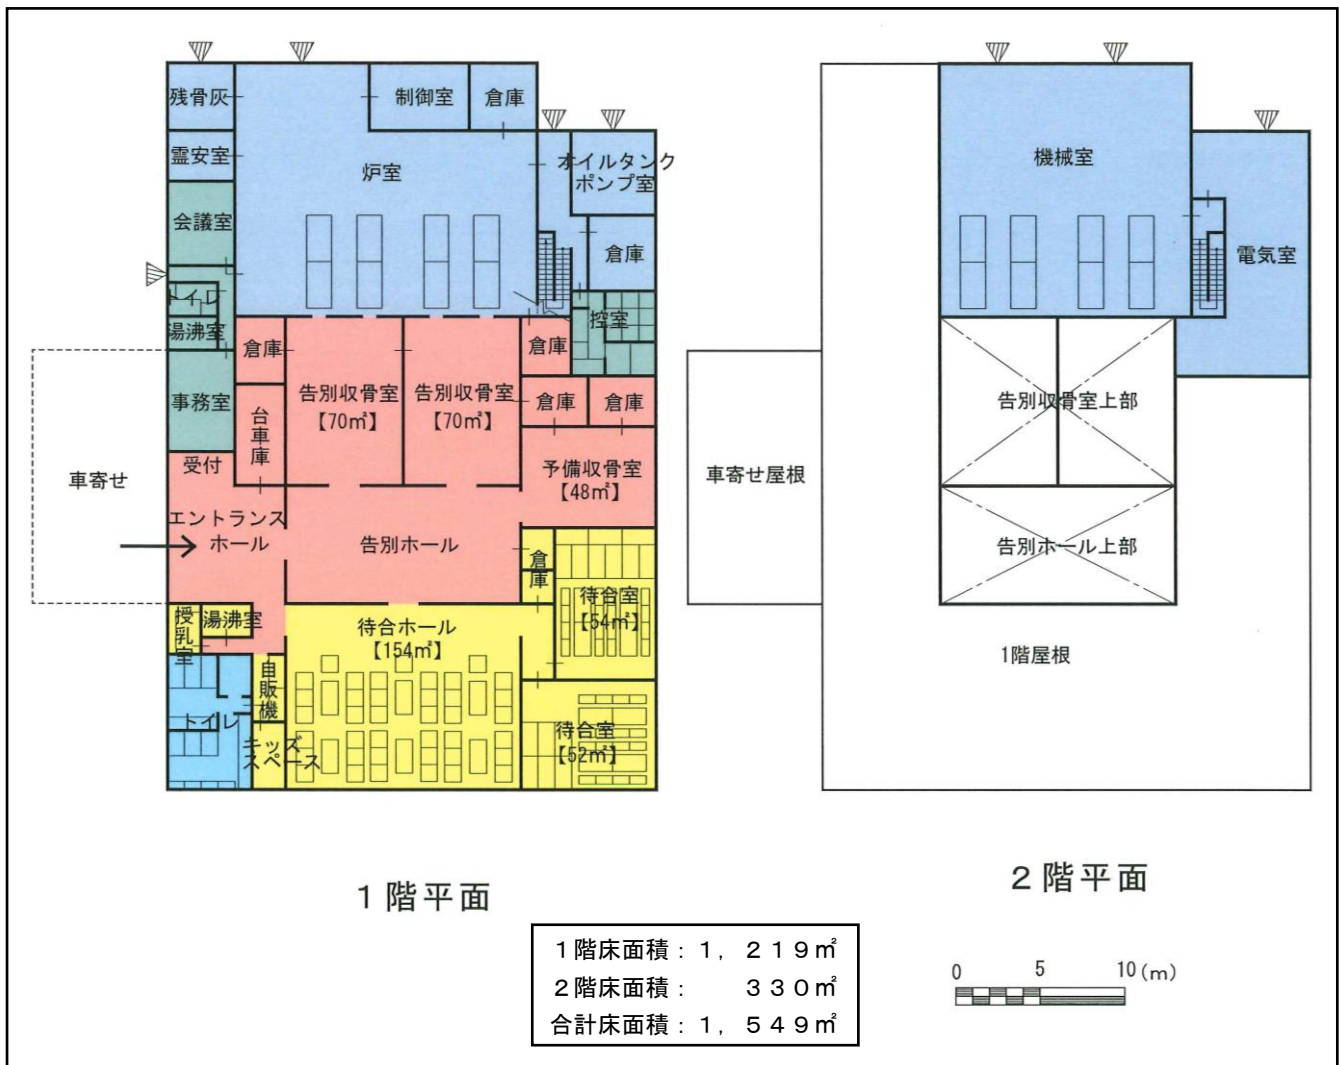 残骨灰
制御室
倉庫
霊安室
炉室
オイルタンク
ポンプ室
会議室
倉庫
トイレ
湯沸室
控室
倉庫
倉庫
告別収骨室
【70㎡】
告別収骨室
【70㎡】
事務室
倉庫
倉庫
台車庫
受付
車寄せ
予備収骨室
【48㎡】
エントランス
ホール
告別ホール
倉庫
倉庫
授乳室
湯沸室
待合ホール
【154㎡】
待合室
【54㎡】
自販機
トイレ
キッズ
スペース
待合室
【52㎡】
1階平面
機械室
電気室
告別収骨室上部
車寄せ屋根
告別ホール上部
1階屋根
2階平面
1階床面積：1，219㎡
2階床面積：　330㎡
合計床面積：1，549㎡
0 5 10(m)